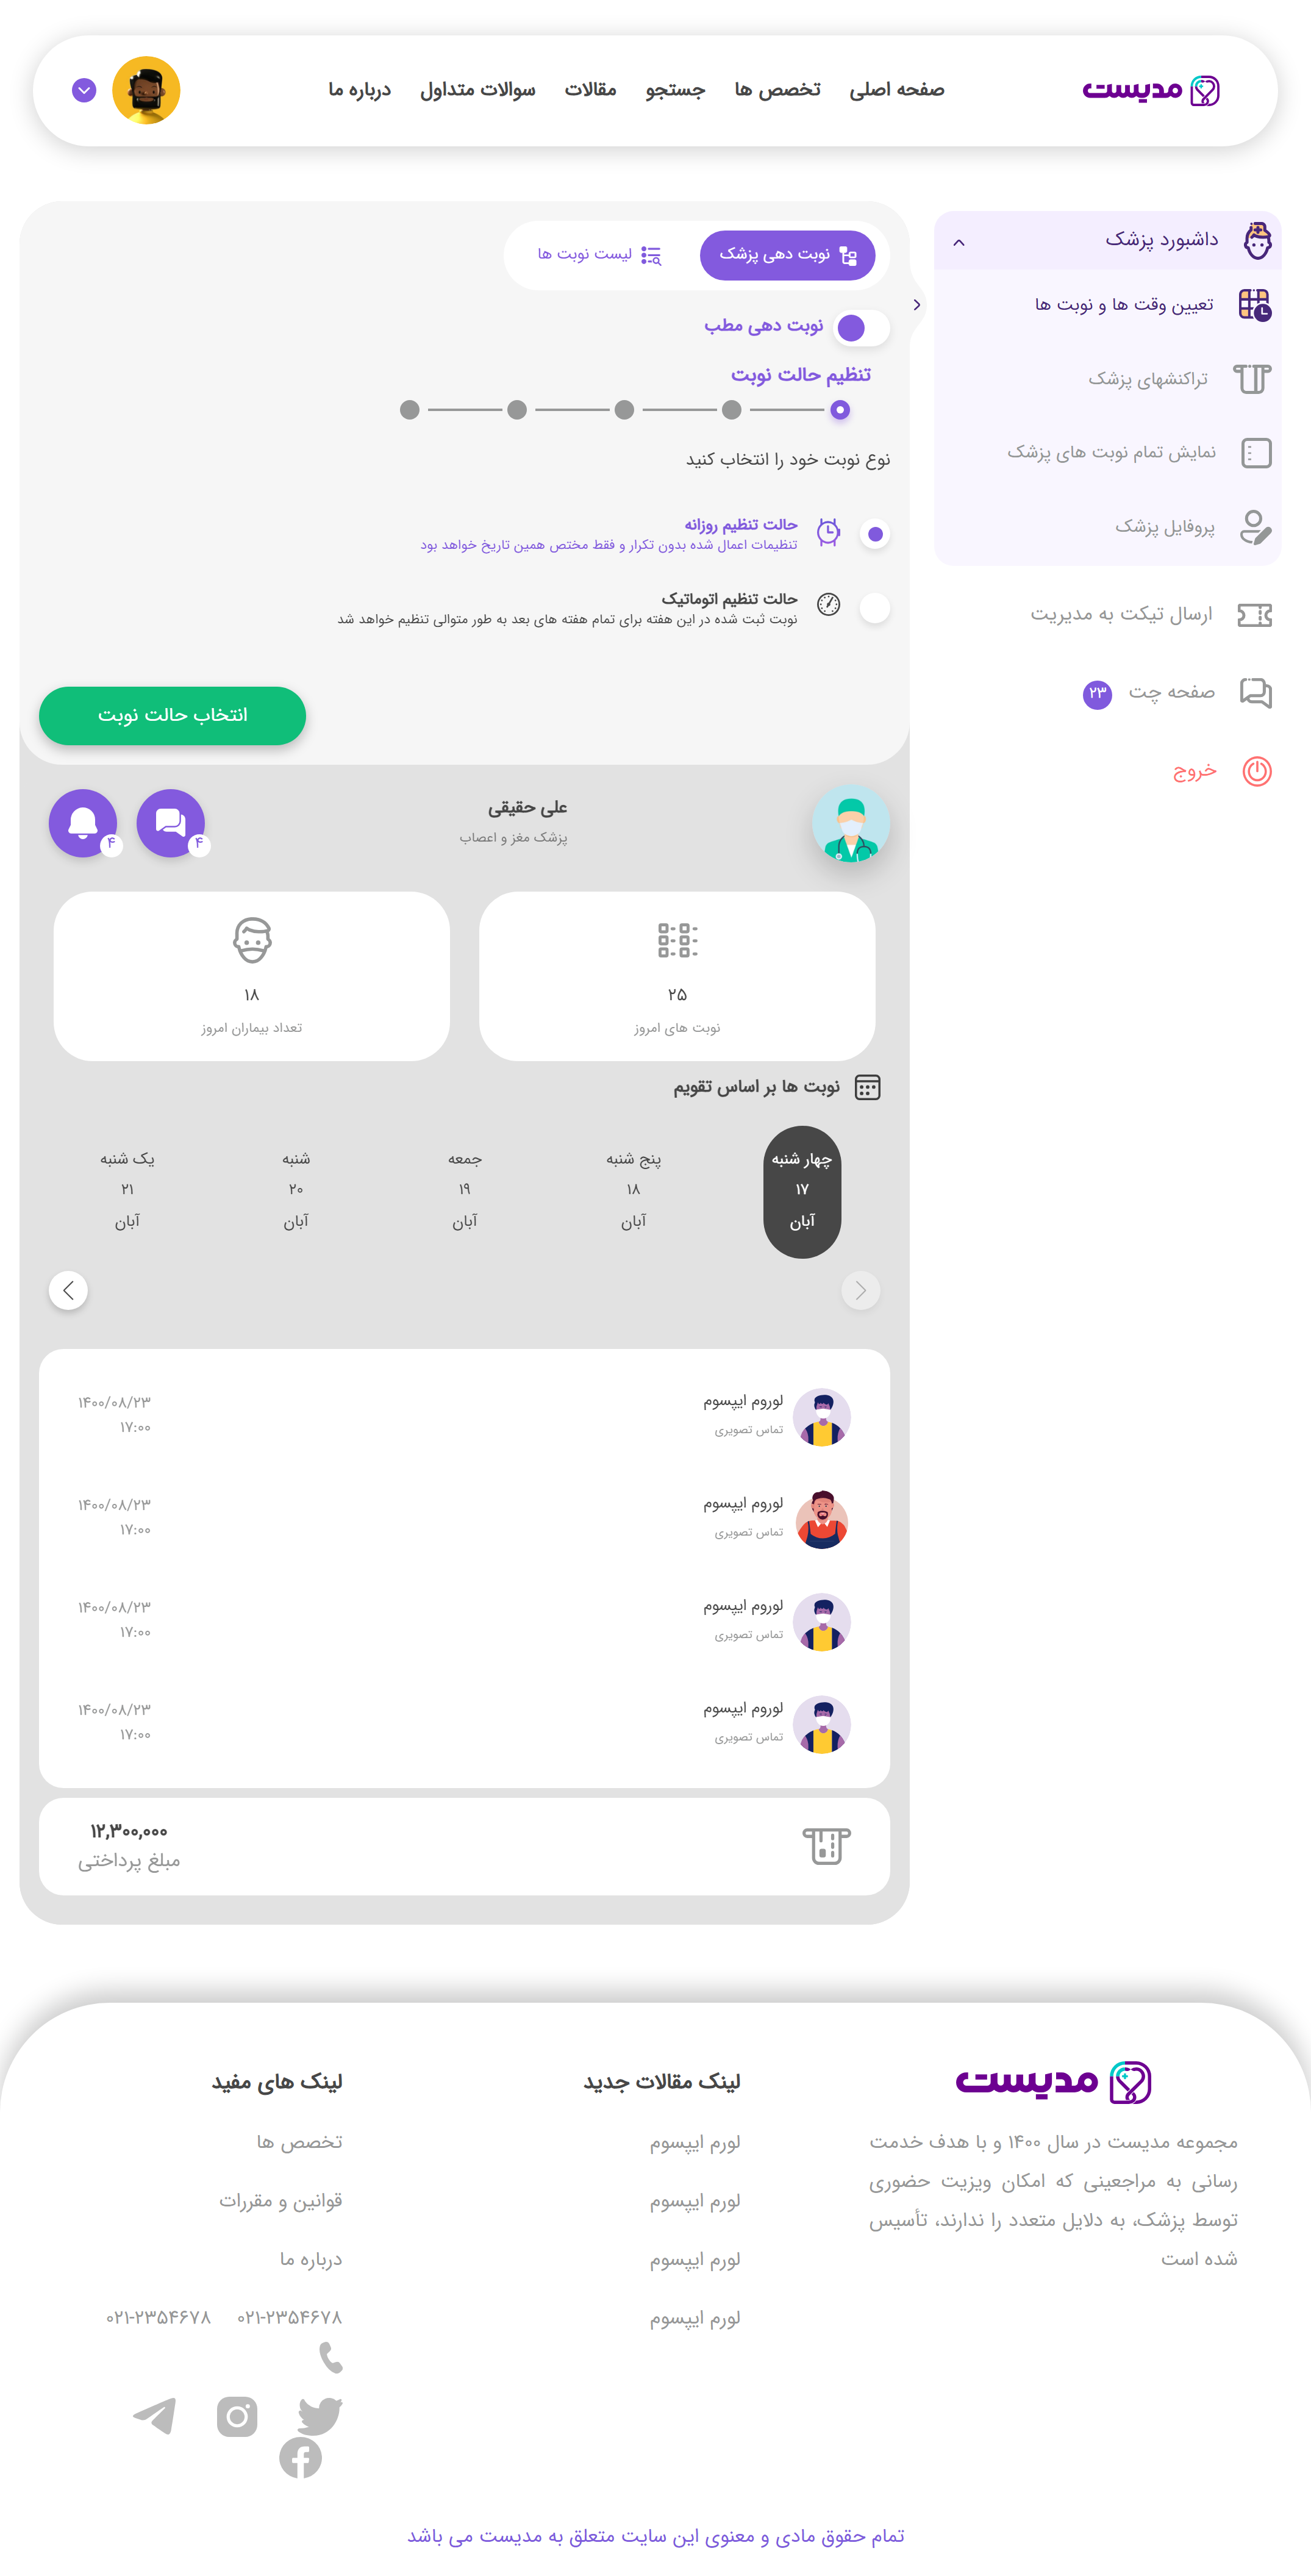 مدیست
صفحه اصلی
تخصص ها
جستجو
مقالات
سوالات متداول
درباره ما
داشبورد پزشک
تعیین وقت ها و نوبت ها
تراکنشهای پزشک
نمایش تمام نوبت های پزشک
پروفایل پزشک
ارسال تیکت به مدیریت
صفحه چت
۲۳
خروج
نوبت دهی پزشک
لیست نوبت ها
نوبت دهی مطب
تنظیم حالت نوبت
نوع نوبت خود را انتخاب کنید
حالت تنظیم روزانه
تنظیمات اعمال شده بدون تکرار و فقط مختص همین تاریخ خواهد بود
حالت تنظیم اتوماتیک
نوبت ثبت شده در این هفته برای تمام هفته های بعد به طور متوالی تنظیم خواهد شد
انتخاب حالت نوبت
علی حقیقی
پزشک مغز و اعصاب
۴
۴
۲۵
نوبت های امروز
۱۸
تعداد بیماران امروز
نوبت ها بر اساس تقویم
چهار شنبه
۱۷
آبان
پنج شنبه
۱۸
آبان
جمعه
۱۹
آبان
شنبه
۲۰
آبان
یک شنبه
۲۱
آبان
لوروم ایپسوم
تماس تصویری
۱۴۰۰/۰۸/۲۳
۱۷:۰۰
لوروم ایپسوم
تماس تصویری
۱۴۰۰/۰۸/۲۳
۱۷:۰۰
لوروم ایپسوم
تماس تصویری
۱۴۰۰/۰۸/۲۳
۱۷:۰۰
لوروم ایپسوم
تماس تصویری
۱۴۰۰/۰۸/۲۳
۱۷:۰۰
۱۲,۳۰۰,۰۰۰
مبلغ پرداختی
مدیست
مجموعه مدیست در سال ۱۴۰۰ و با هدف خدمت
رسانی به مراجعینی که امکان ویزیت حضوری
توسط پزشک، به دلایل متعدد را ندارند، تأسیس
شده است
لینک مقالات جدید
لورم ایپسوم
لورم ایپسوم
لورم ایپسوم
لورم ایپسوم
لینک های مفید
تخصص ها
قوانین و مقررات
درباره ما
۰۲۱-۲۳۵۴۶۷۸ ۰۲۱-۲۳۵۴۶۷۸
تمام حقوق مادی و معنوی این سایت متعلق به مدیست می باشد